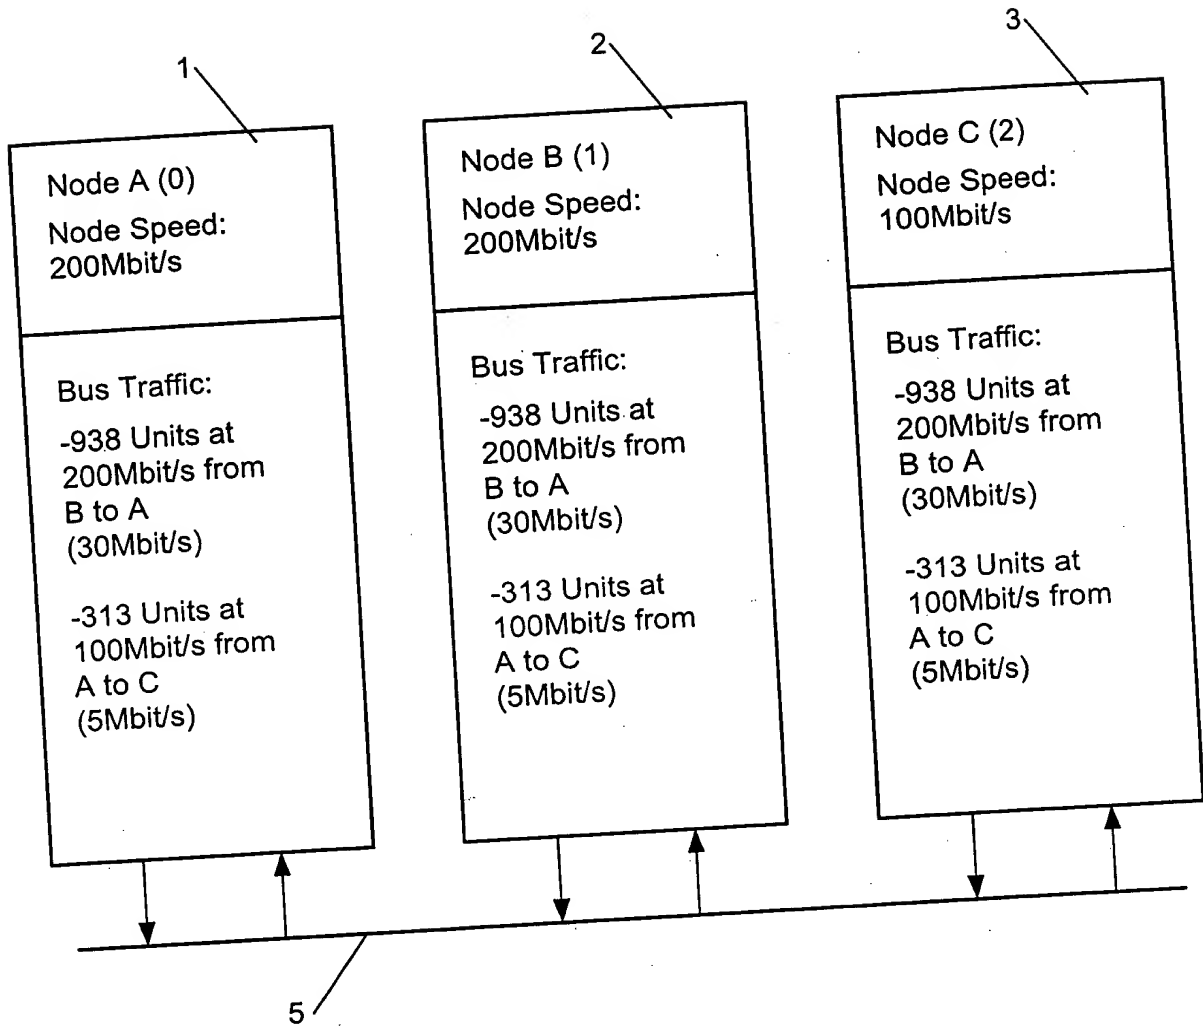 1
2
3
Node A (0)
Node Speed:
200Mbit/s
Bus Traffic:
-938 Units at
200Mbit/s from
B to A
(30Mbit/s)
-313 Units at
100Mbit/s from
A to C
(5Mbit/s)
Node B (1)
Node Speed:
200Mbit/s
Bus Traffic:
-938 Units at
200Mbit/s from
B to A
(30Mbit/s)
-313 Units at
100Mbit/s from
A to C
(5Mbit/s)
Node C (2)
Node Speed:
100Mbit/s
Bus Traffic:
-938 Units at
200Mbit/s from
B to A
(30Mbit/s)
-313 Units at
100Mbit/s from
A to C
(5Mbit/s)
5